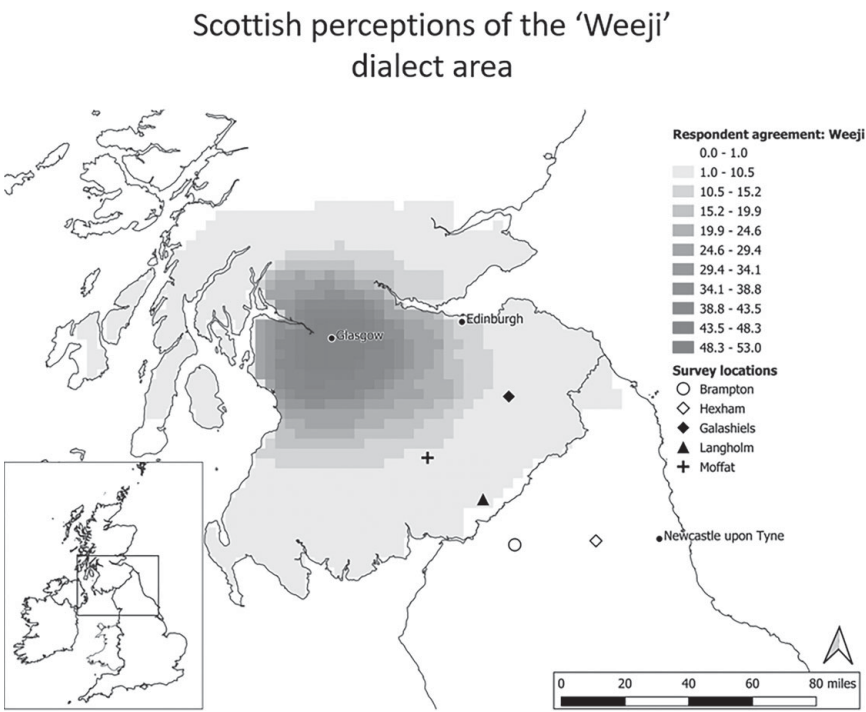 Scottish perceptions of the ‘Weeji’
dialect area
Respondent agreement: Weeji
0.0 - 1.0
1.0 - 10.5
10.5 - 15.2
15.2 - 19.9
19.9 - 24.6
24.6 - 29.4
29.4 - 34.1
34.1 - 38.8
38.8 - 43.5
43.5 - 48.3
48.3 - 53.0
Survey locations
Brampton
Hexham
Galashiels
Langholm
Moffat
Edinburgh
Glasgow
Newcastle upon Tyne
0 20 40 60 80 miles